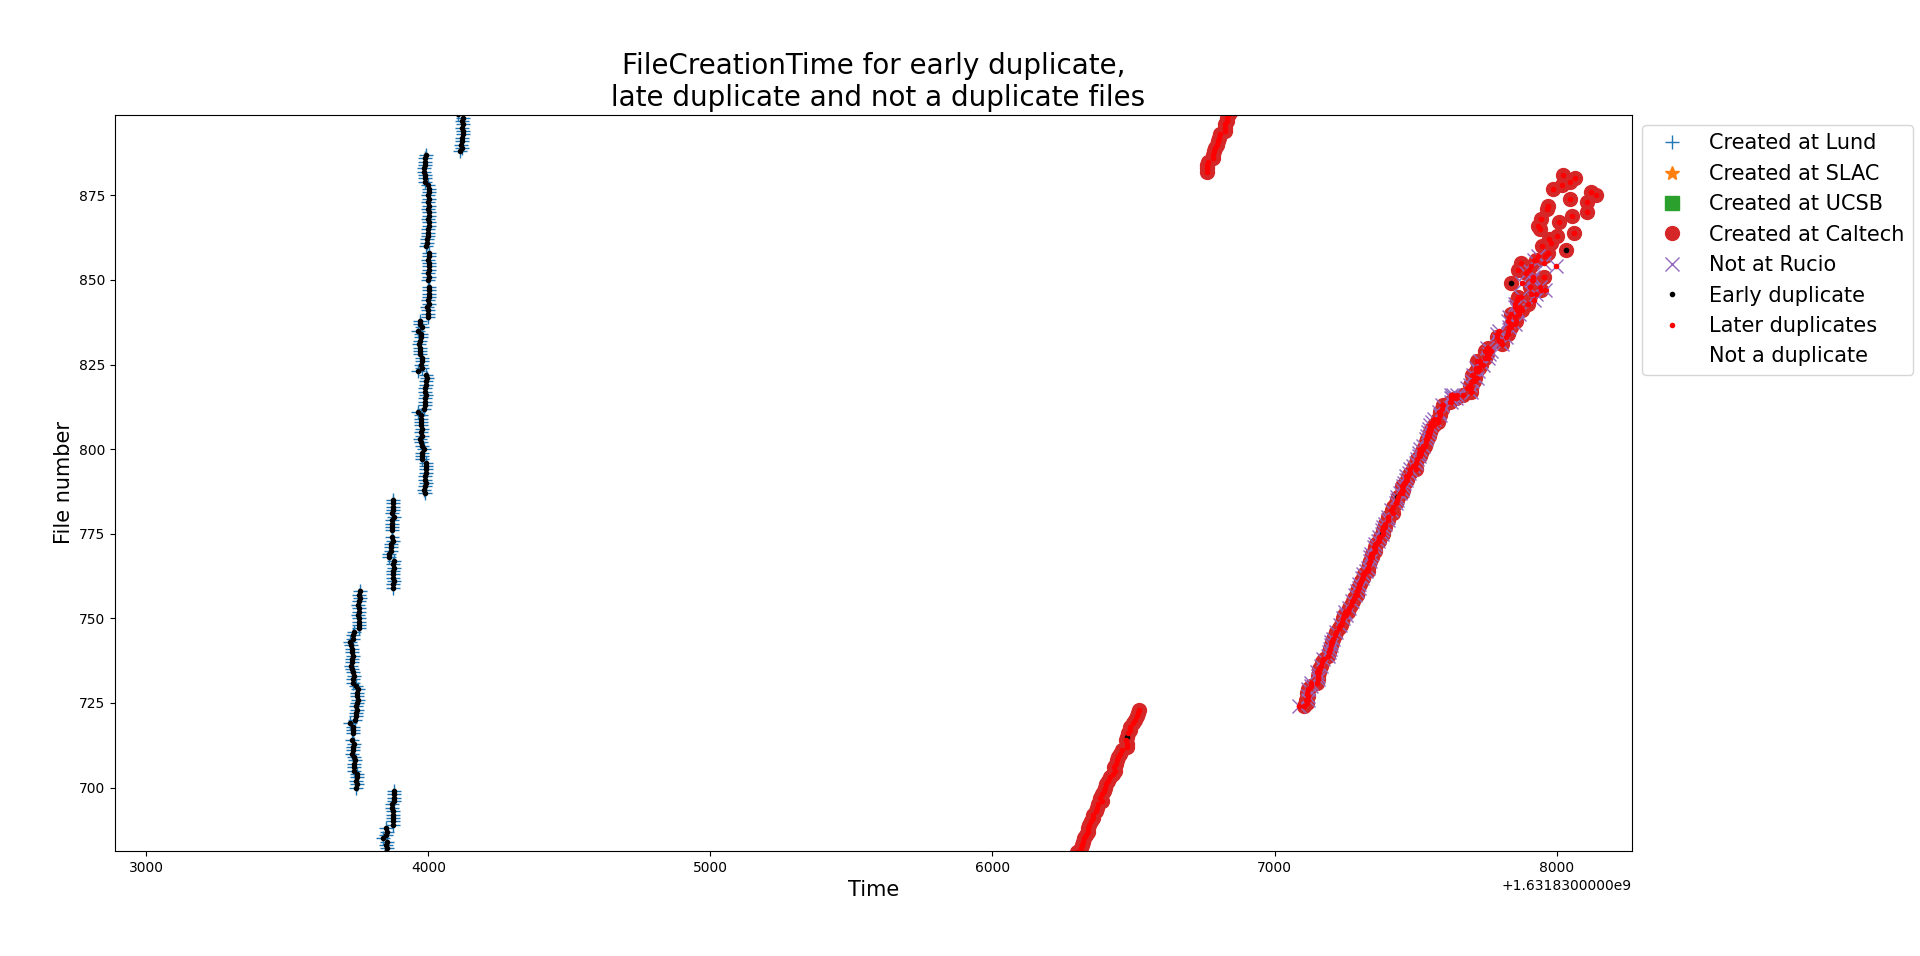 FileCreationTime for early duplicate,
late duplicate and not a duplicate files
File number
875
850
825
800
775
750
725
700
3000
4000
5000
6000
7000
8000
+1.6318300000e9
Time
Created at Lund
Created at SLAC
Created at UCSB
Created at Caltech
Not at Rucio
Early duplicate
Later duplicates
Not a duplicate